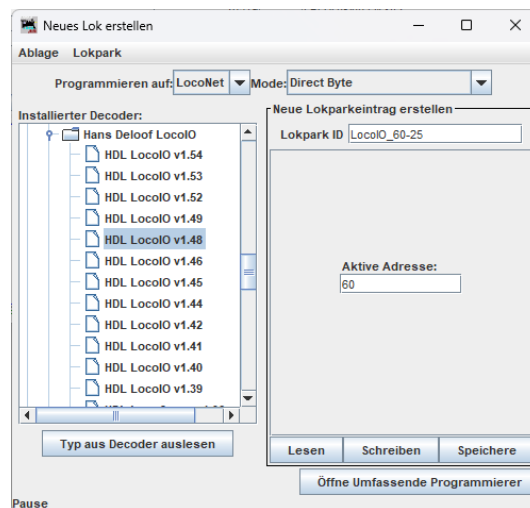 Neues Lok erstellen
Ablage Lokpark
Programmieren auf: LocoNet Mode: Direct Byte
Installierter Decoder:
Hans Deloof LocoIO
HDL LocoIO v1.54
HDL LocoIO v1.53
HDL LocoIO v1.52
HDL LocoIO v1.49
HDL LocoIO v1.48
HDL LocoIO v1.46
HDL LocoIO v1.45
HDL LocoIO v1.44
HDL LocoIO v1.42
HDL LocoIO v1.41
HDL LocoIO v1.40
HDL LocoIO v1.39
Typ aus Decoder auslesen
Neue Lokparkeintrag erstellen
Lokpark ID LocoIO_60-25
Aktive Adresse:
60
Lesen Schreiben Speichere
Öffne Umfassende Programmierer
Pause